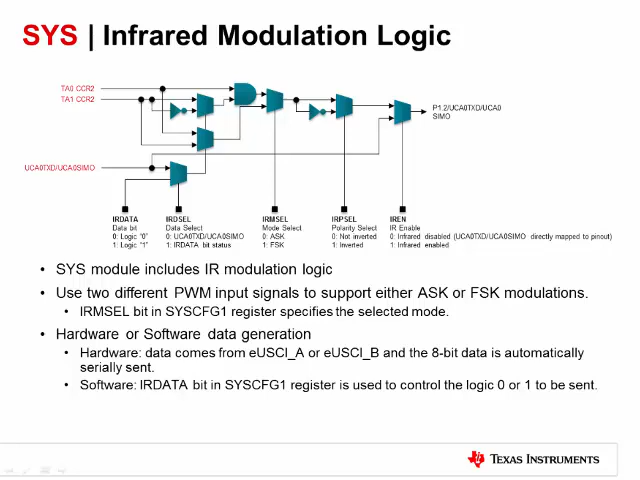 SYS | Infrared Modulation Logic
TA0 CCR2
TA1 CCR2
P1.2/UCA0TXD/UCA0
SIMO
UCA0TXD/UCA0SIMO
IRDATA
Data bit
0: Logic "0"
1: Logic "1"
IRDSEL
Data Select
0: UCA0TXD/UCA0SIMO
1: IRDATA bit status
IRMSEL
Mode Select
0: ASK
1: FSK
IRPSEL
Polarity Select
0: Not inverted
1: Inverted
IREN
IR Enable
0: Infrared disabled (UCA0TXD/UCA0SIMO directly mapped to pinout)
1: Infrared enabled
• SYS module includes IR modulation logic
• Use two different PWM input signals to support either ASK or FSK modulations.
• IRMSEL bit in SYSCFG1 register specifies the selected mode.
• Hardware or Software data generation
• Hardware: data comes from eUSCI_A or eUSCI_B and the 8-bit data is automatically
serially sent.
• Software: IRDATA bit in SYSCFG1 register is used to control the logic 0 or 1 to be sent.
TEXAS INSTRUMENTS